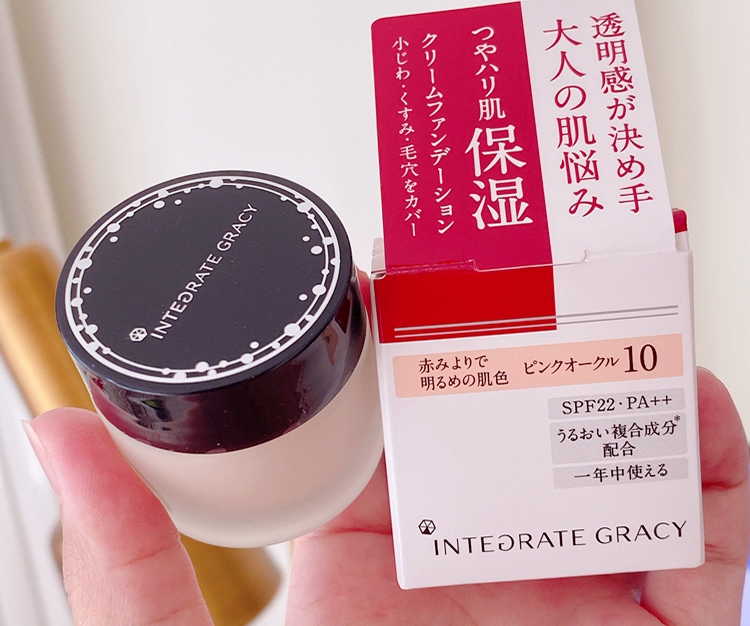 透明感が決め手
大人の肌悩み
つやハリ肌 保湿
クリームファンデーション
小じわ・くすみ・毛穴をカバー
赤みよりで
明るめの肌色
ピンクオークル10
SPF22・PA++
うるおい複合成分*
配合
一年中使える
INTEGRATE GRACY
INTEGRATE GRACY